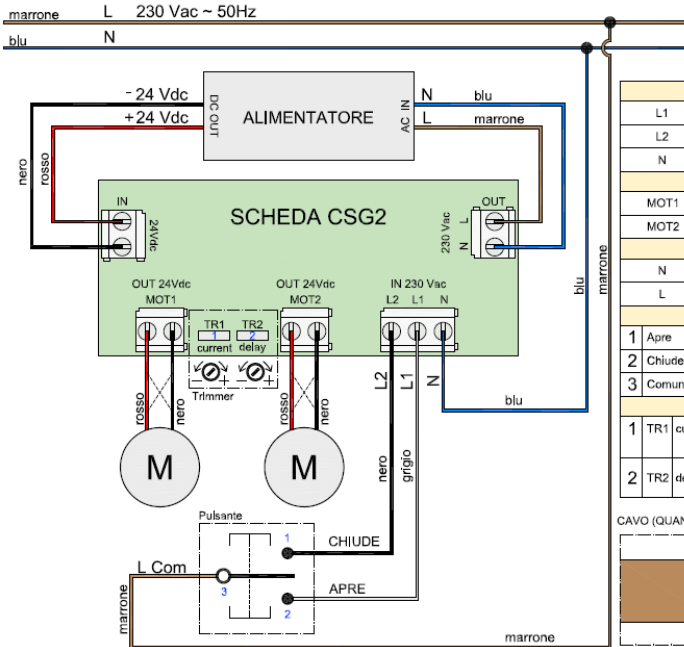 marrone L 230 Vac ~ 50Hz
blu N
- 24 Vdc
+24 Vdc
DC OUT
ALIMENTATORE
AC IN
N blu
L marrone
nero
rosso
IN
24Vdc
SCHEDA CSG2
OUT
230 Vac
L
N
marrone
blu
OUT 24Vdc
MOT1
TR1
1
current
TR2
2
delay
- +
- +
Trimmer
OUT 24Vdc
MOT2
IN 230 Vac
L2 L1 N
L2
L1
N
blu
rosso
nero
rosso
nero
nero
grigio
M
M
Pulsante
1
CHIUDE
L Com
3
APRE
2
marrone
marrone
L1
L2
N
MOT1
MOT2
N
L
1 Apre
2 Chiude
3 Comun
1 TR1 cu
2 TR2 de
CAVO (QUAN